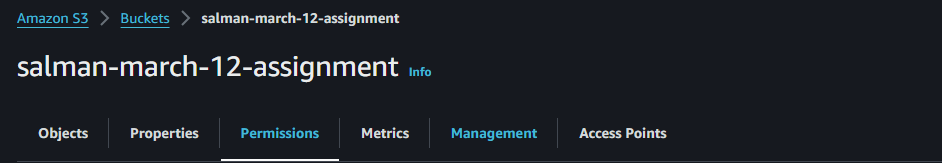 Amazon S3 > Buckets > salman-march-12-assignment
salman-march-12-assignment Info
Objects Properties Permissions Metrics Management Access Points